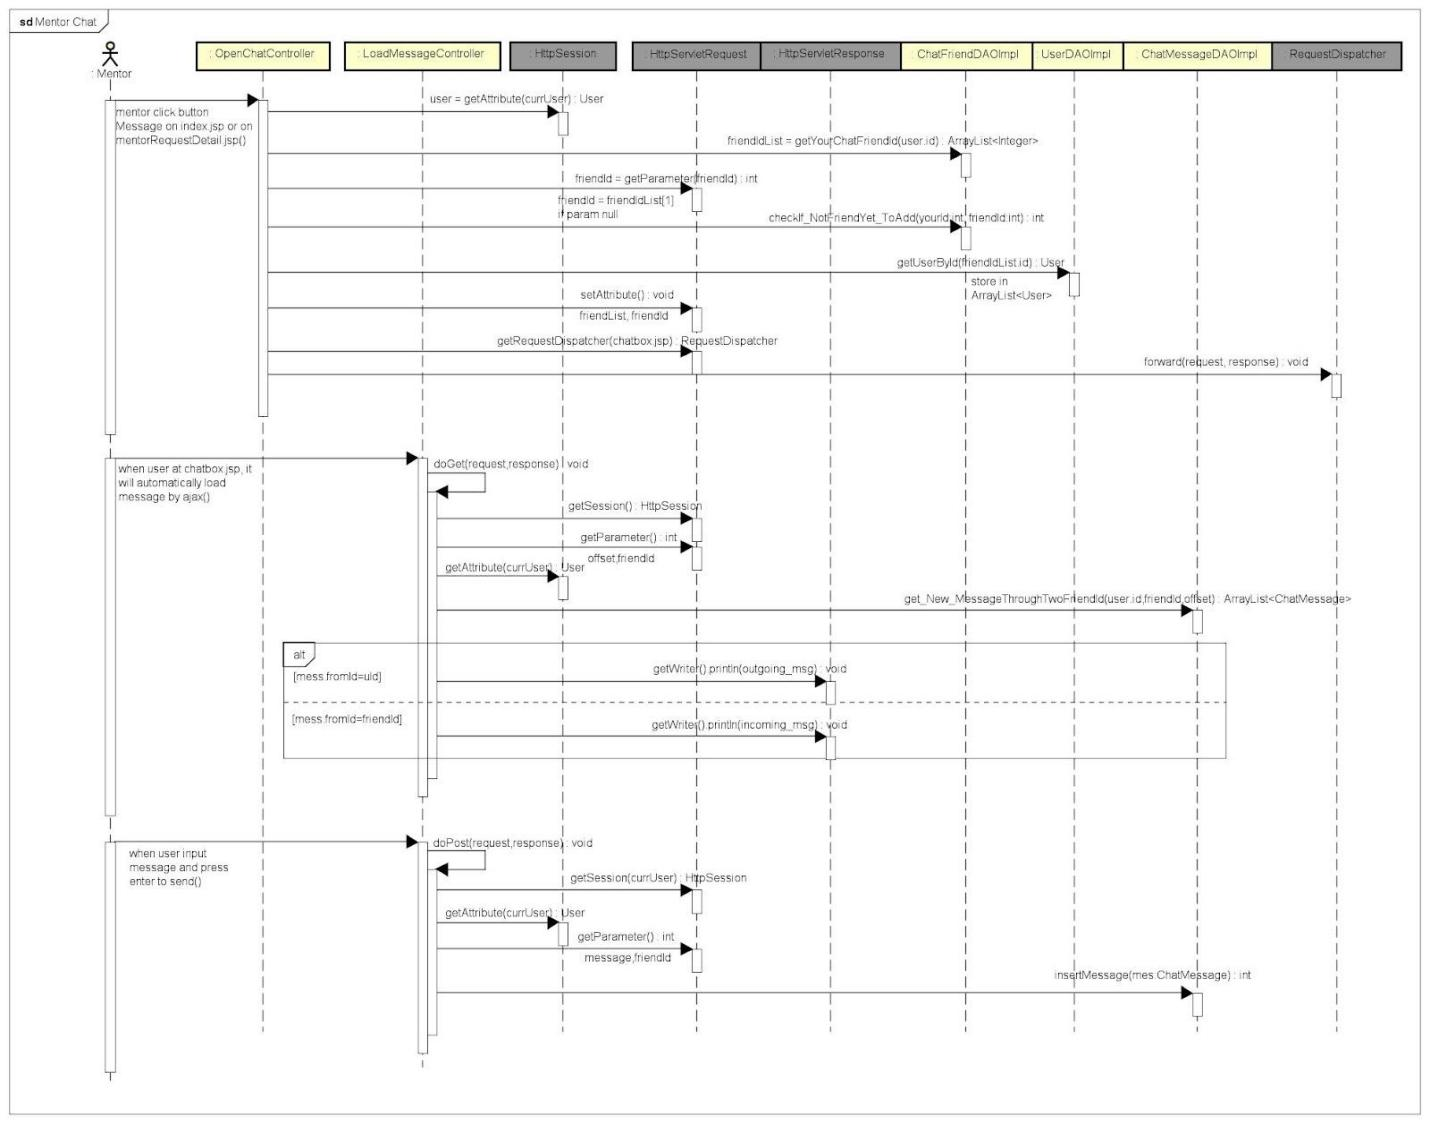 sd Mentor Chat
: Mentor
: OpenChatController
: LoadMessageController
: HttpSession
: HttpServletRequest
: HttpServletResponse
: ChatFriendDAOImpl
: UserDAOImpl
: ChatMessageDAOImpl
: RequestDispatcher
mentor click button
Message on index.jsp or on
mentorRequestDetail.jsp()
user = getAttribute(currUser) : User
friendIdList = getYourChatFriendId(user.id) : ArrayList<Integer>
friendId = getParameter(friendId) : int
friendId = friendIdList[1]
if param null
checkIf_NotFriendYet_ToAdd(yourId:int, friendId:int) : int
getUserById(friendIdList.id) : User
store in
ArrayList<User>
setAttribute() : void
friendList, friendId
getRequestDispatcher(chatbox.jsp) : RequestDispatcher
forward(request, response) : void
when user at chatbox.jsp, it
will automatically load
message by ajax()
doGet(request,response) : void
getSession() : HttpSession
getParameter() : int
offset,friendId
getAttribute(currUser) : User
get_New_MessageThroughTwoFriendId(user.id,friendId,offset) : ArrayList<ChatMessage>
alt
[mess.fromId=uId]
getWriter().println(outgoing_msg) : void
[mess.fromId=friendId]
getWriter().println(incoming_msg) : void
when user input
message and press
enter to send()
doPost(request,response) : void
getSession(currUser) : HttpSession
getAttribute(currUser) : User
getParameter() : int
message,friendId
insertMessage(mes:ChatMessage) : int